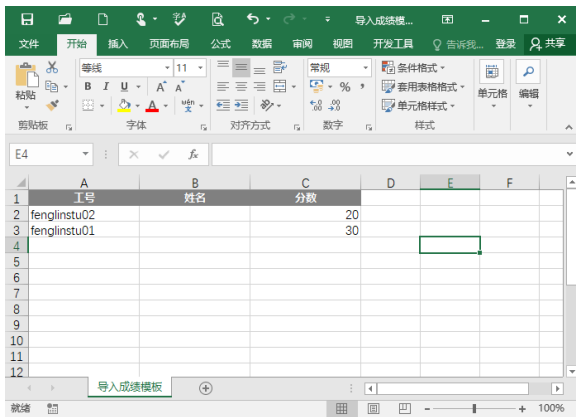 导入成绩模...
文件 开始 插入 页面布局 公式 数据 审阅 视图 开发工具 告诉我... 登录 共享
等线 11 常规 条件格式
粘贴 B I U A A % 套用表格格式 单元格 编辑
A wén 文 .00 .0 单元格样式
剪贴板 字体 对齐方式 数字 样式
E4 fx
A B C D E F
1 工号 姓名 分数
2 fenglinstu02 20
3 fenglinstu01 30
4
5
6
7
8
9
10
11
12
导入成绩模板
就绪 100%